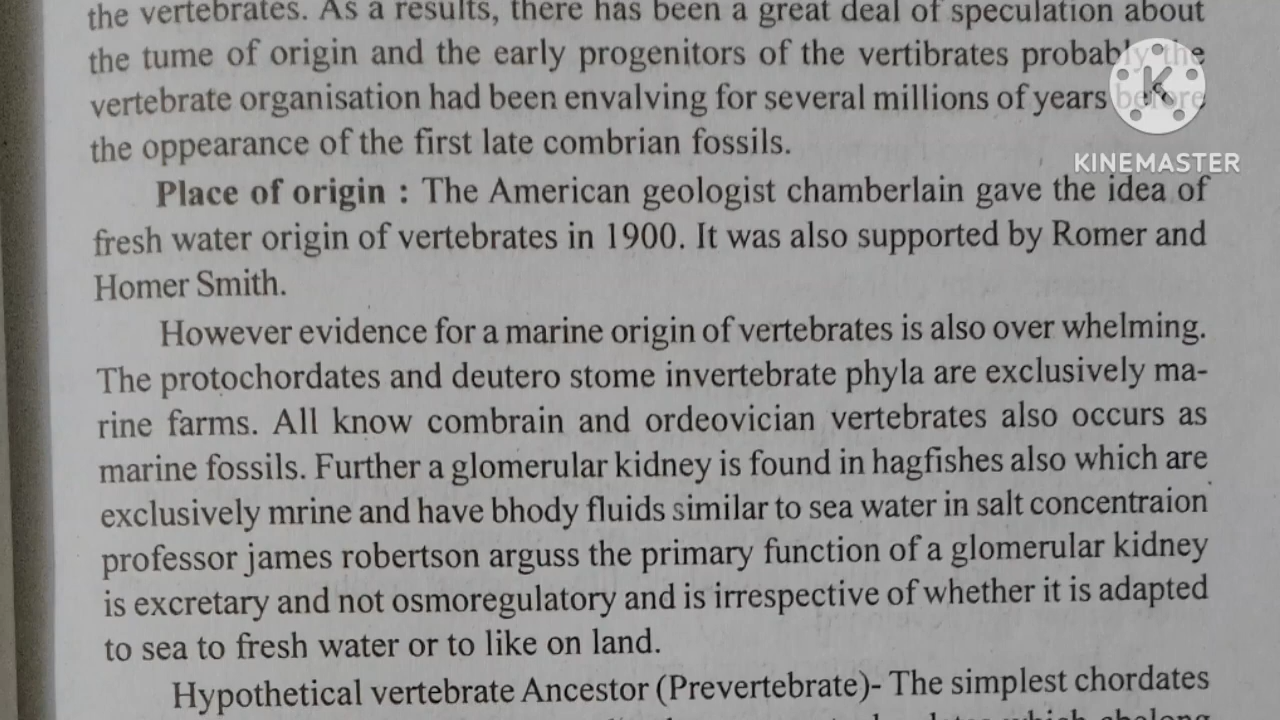 the vertebrates. As a results, there has been a great deal of speculation about
the tume of origin and the early progenitors of the vertibrates probably the
vertebrate organisation had been envalving for several millions of years before
the oppearance of the first late combrian fossils.
KINEMASTER
Place of origin : The American geologist chamberlain gave the idea of
fresh water origin of vertebrates in 1900. It was also supported by Romer and
Homer Smith.
However evidence for a marine origin of vertebrates is also over whelming.
The protochordates and deutero stome invertebrate phyla are exclusively ma-
rine farms. All know combrain and ordeovician vertebrates also occurs as
marine fossils. Further a glomerular kidney is found in hagfishes also which are
exclusively mrine and have bhody fluids similar to sea water in salt concentraion
professor james robertson arguss the primary function of a glomerular kidney
is excretary and not osmoregulatory and is irrespective of whether it is adapted
to sea to fresh water or to like on land.
Hypothetical vertebrate Ancestor (Prevertebrate)- The simplest chordates